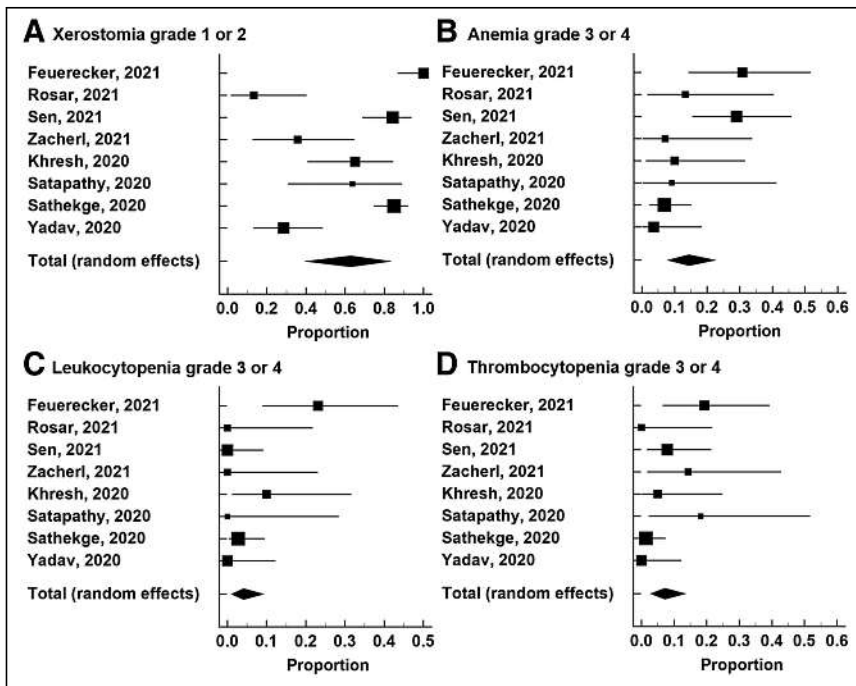 A Xerostomia grade 1 or 2
Feuerecker, 2021
Rosar, 2021
Sen, 2021
Zacherl, 2021
Khresh, 2020
Satapathy, 2020
Sathekge, 2020
Yadav, 2020
Total (random effects)
0.0 0.2 0.4 0.6 0.8 1.0
Proportion
B Anemia grade 3 or 4
Feuerecker, 2021
Rosar, 2021
Sen, 2021
Zacherl, 2021
Khresh, 2020
Satapathy, 2020
Sathekge, 2020
Yadav, 2020
Total (random effects)
0.0 0.1 0.2 0.3 0.4 0.5 0.6
Proportion
C Leukocytopenia grade 3 or 4
Feuerecker, 2021
Rosar, 2021
Sen, 2021
Zacherl, 2021
Khresh, 2020
Satapathy, 2020
Sathekge, 2020
Yadav, 2020
Total (random effects)
0.0 0.1 0.2 0.3 0.4 0.5
Proportion
D Thrombocytopenia grade 3 or 4
Feuerecker, 2021
Rosar, 2021
Sen, 2021
Zacherl, 2021
Khresh, 2020
Satapathy, 2020
Sathekge, 2020
Yadav, 2020
Total (random effects)
0.0 0.1 0.2 0.3 0.4 0.5 0.6
Proportion